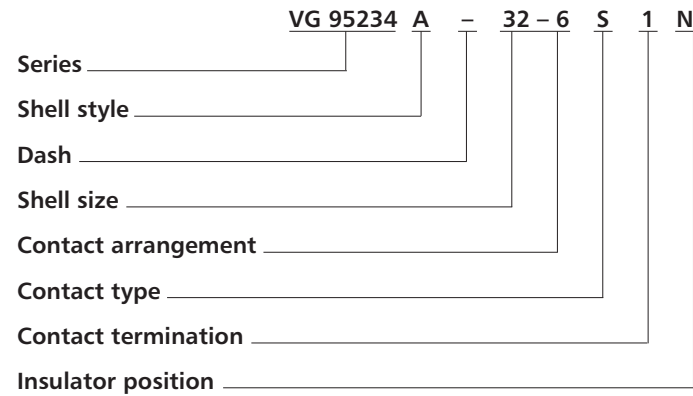 VG 95234 A – 32 – 6 S 1 N
Series
Shell style
Dash
Shell size
Contact arrangement
Contact type
Contact termination
Insulator position